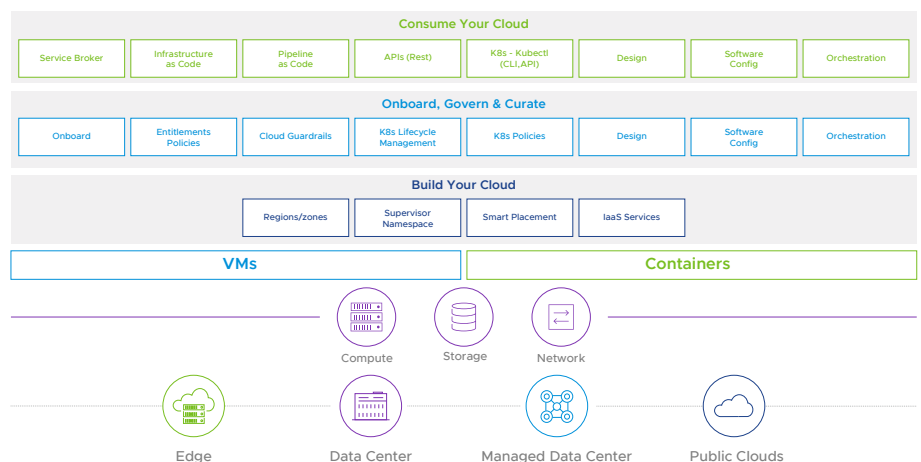 Consume Your Cloud
Service Broker
Infrastructure
as Code
Pipeline
as Code
APIs (Rest)
K8s - Kubectl
(CLI,API)
Design
Software
Config
Orchestration
Onboard, Govern & Curate
Onboard
Entitlements
Policies
Cloud Guardrails
K8s Lifecycle
Management
K8s Policies
Design
Software
Config
Orchestration
Build Your Cloud
Regions/zones
Supervisor
Namespace
Smart Placement
IaaS Services
VMs
Containers
Compute
Storage
Network
Edge
Data Center
Managed Data Center
Public Clouds